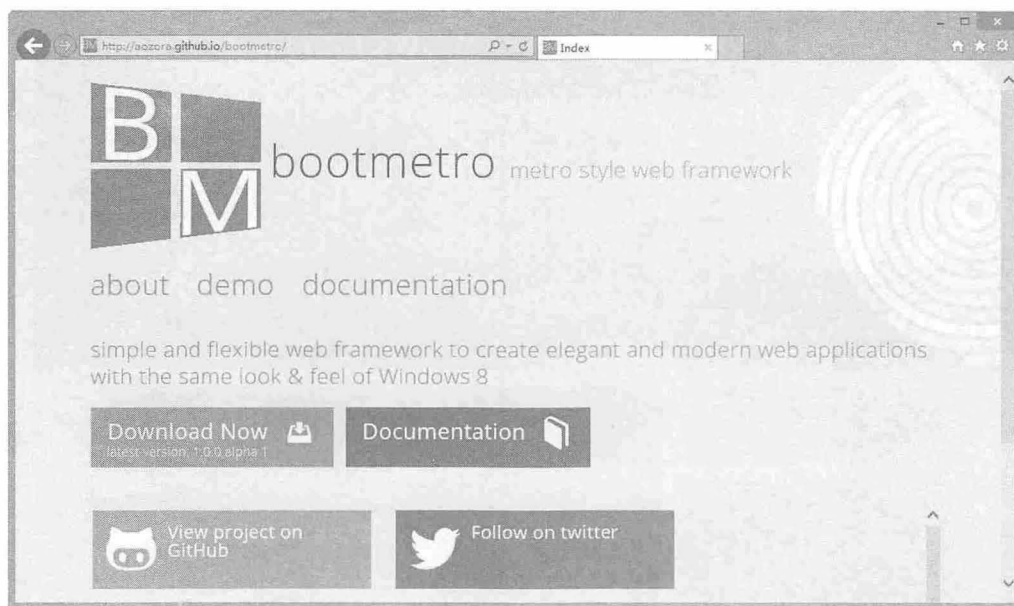 http://aozora.github.io/bootmetro/
Index
B
M
bootmetro metro style web framework
about demo documentation
simple and flexible web framework to create elegant and modern web applications
with the same look & feel of Windows 8
Download Now
latest version: 1.0.0 alpha 1
Documentation
View project on
GitHub
Follow on twitter